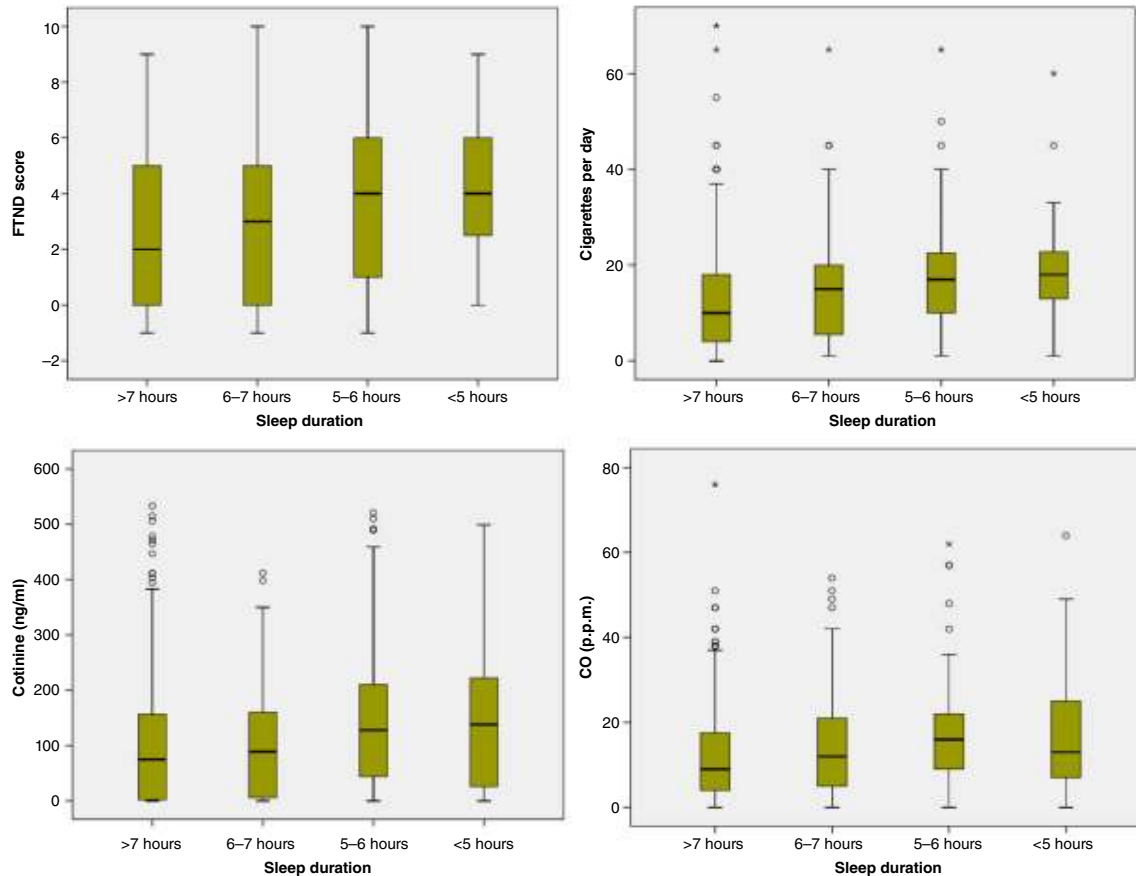 10
8
6
4
2
0
–2
FTND score
>7 hours
6–7 hours
5–6 hours
<5 hours
Sleep duration
60
40
20
0
Cigarettes per day
>7 hours
6–7 hours
5–6 hours
<5 hours
Sleep duration
600
500
400
300
200
100
0
Cotinine (ng/ml)
>7 hours
6–7 hours
5–6 hours
<5 hours
Sleep duration
80
60
40
20
0
CO (p.p.m.)
>7 hours
6–7 hours
5–6 hours
<5 hours
Sleep duration